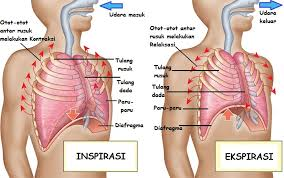 Udara masuk
Otot-otot
antar rusuk
melakukan Kontraksi
Tulang
rusuk
Tulang
dada
Paru-
paru
Diafragma
INSPIRASI
Udara
keluar
Otot-otot antar
rusuk melakukan
Relaksasi
Tulang
rusuk
Tulang
dada
Paru-paru
Diafragma
EKSPIRASI